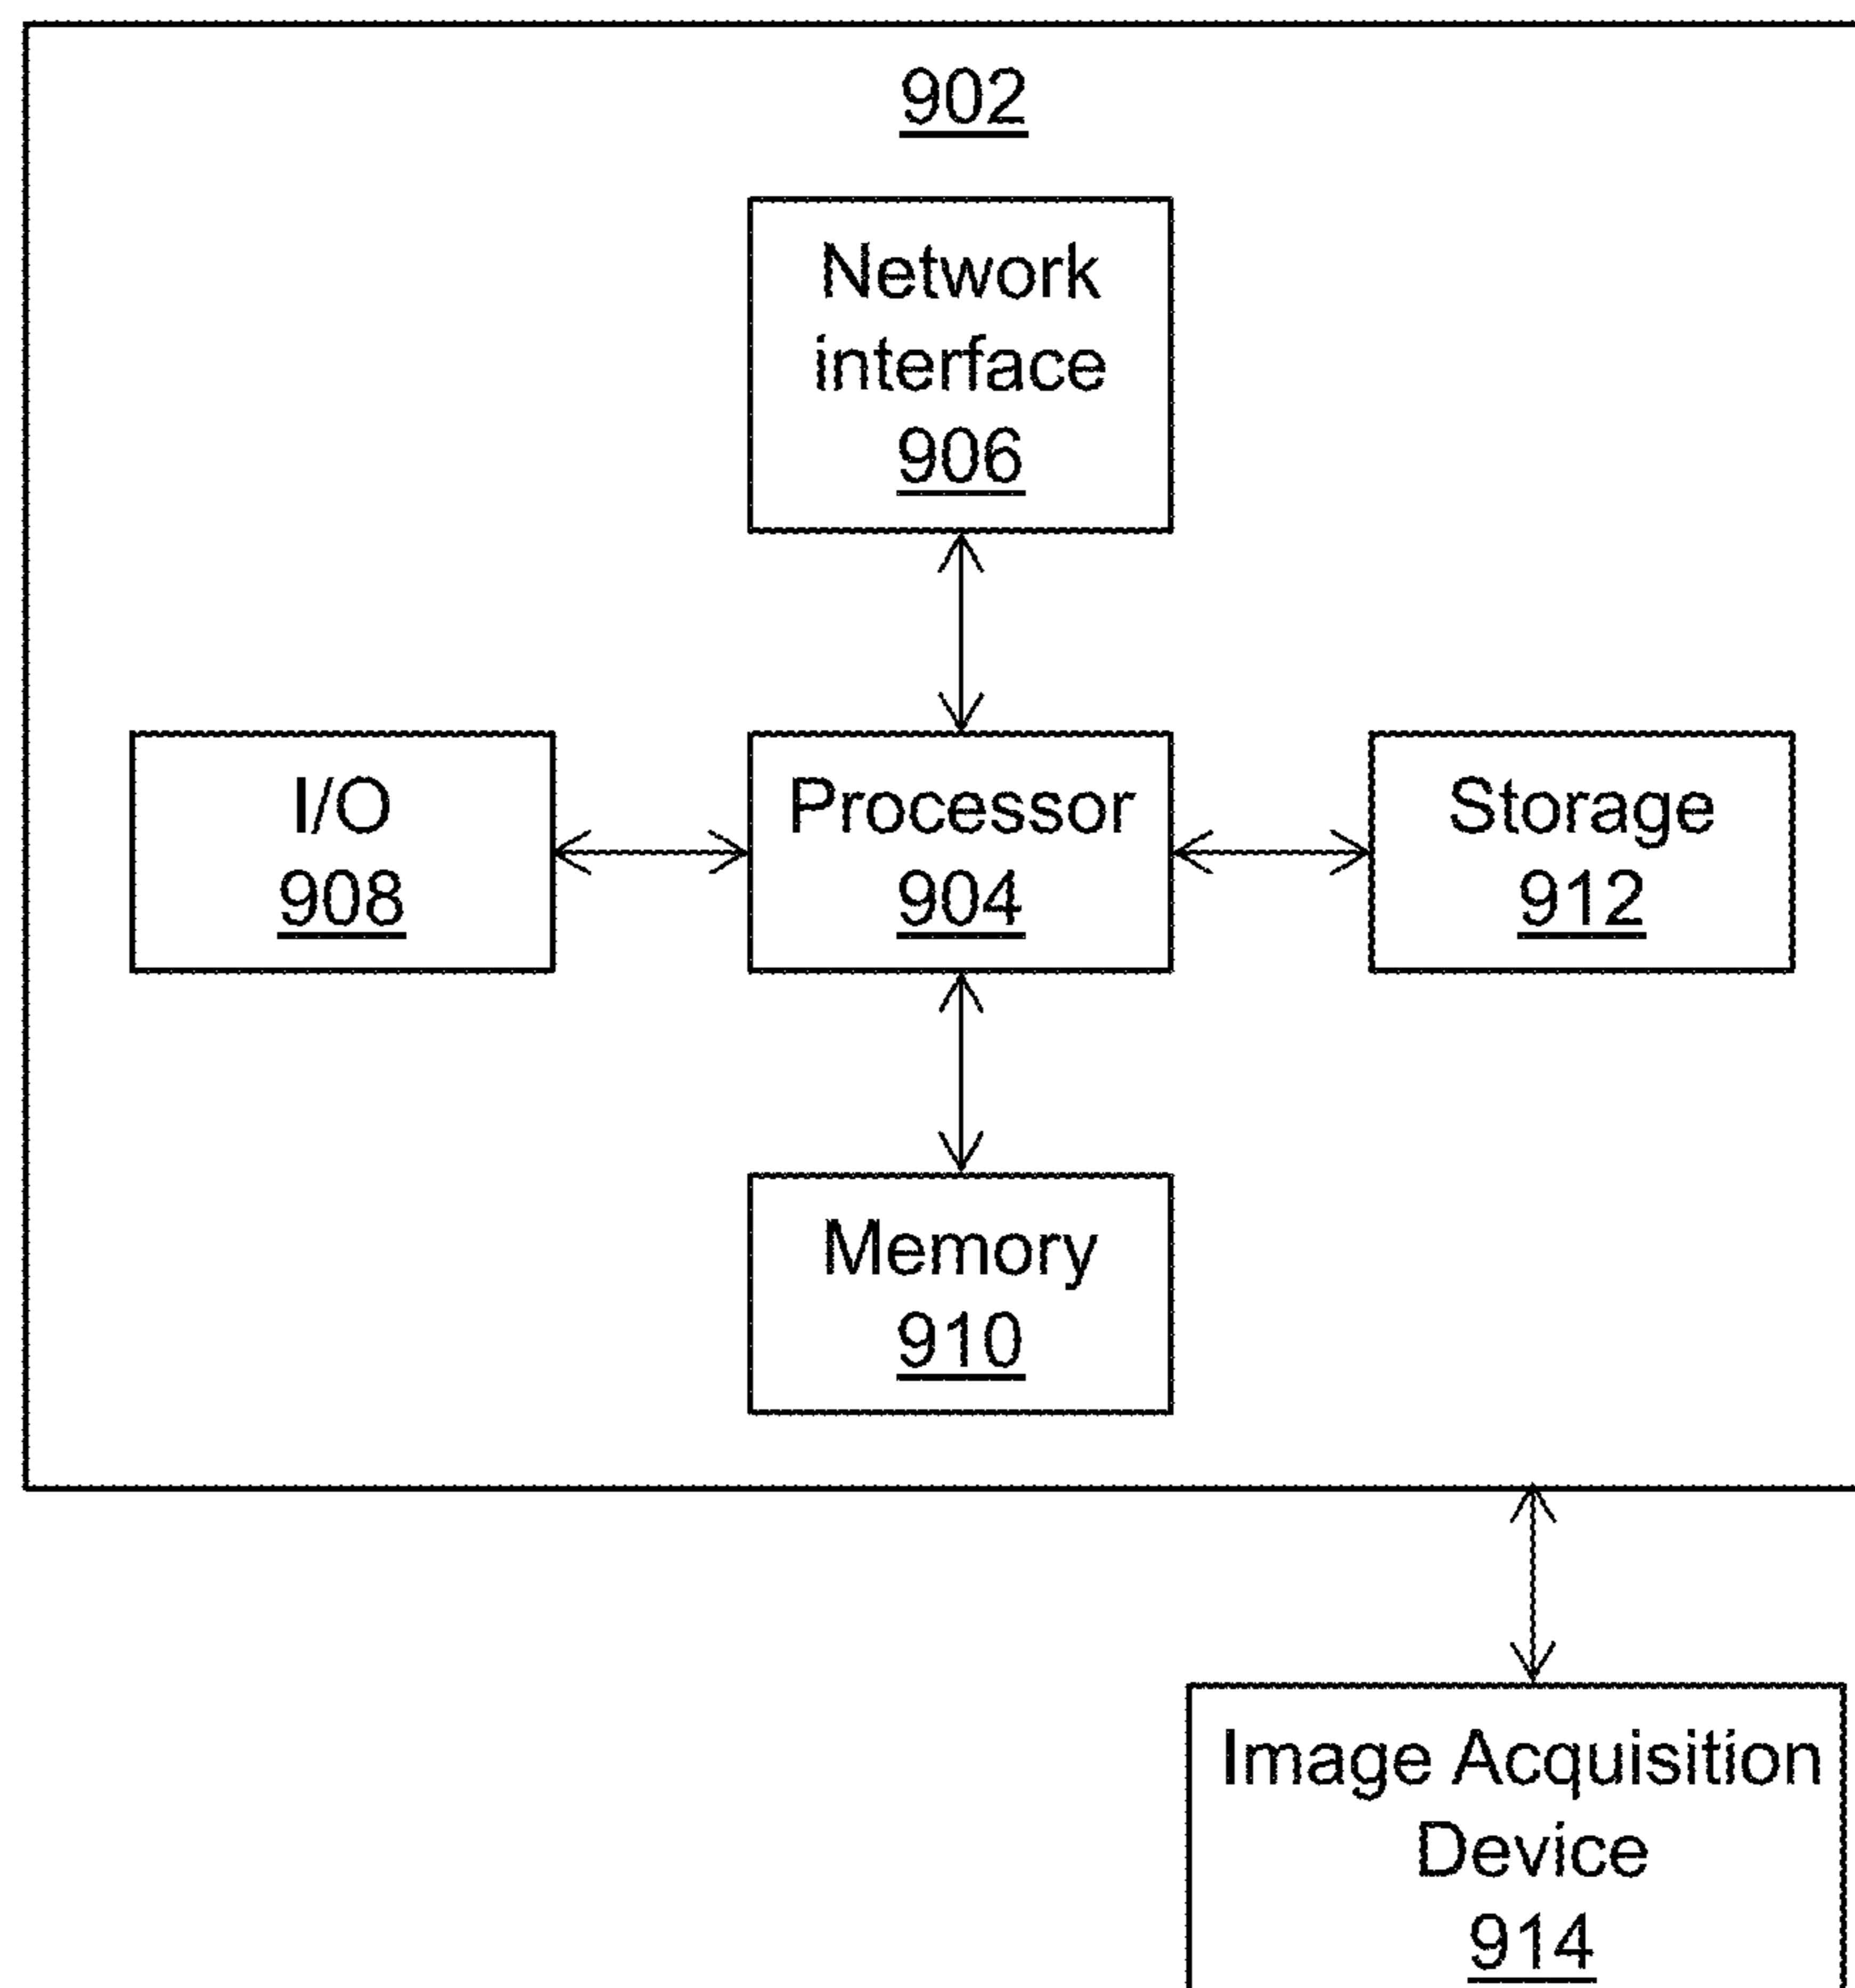 902
Network
interface
906
I/O
908
Processor
904
Storage
912
Memory
910
Image Acquisition
Device
914